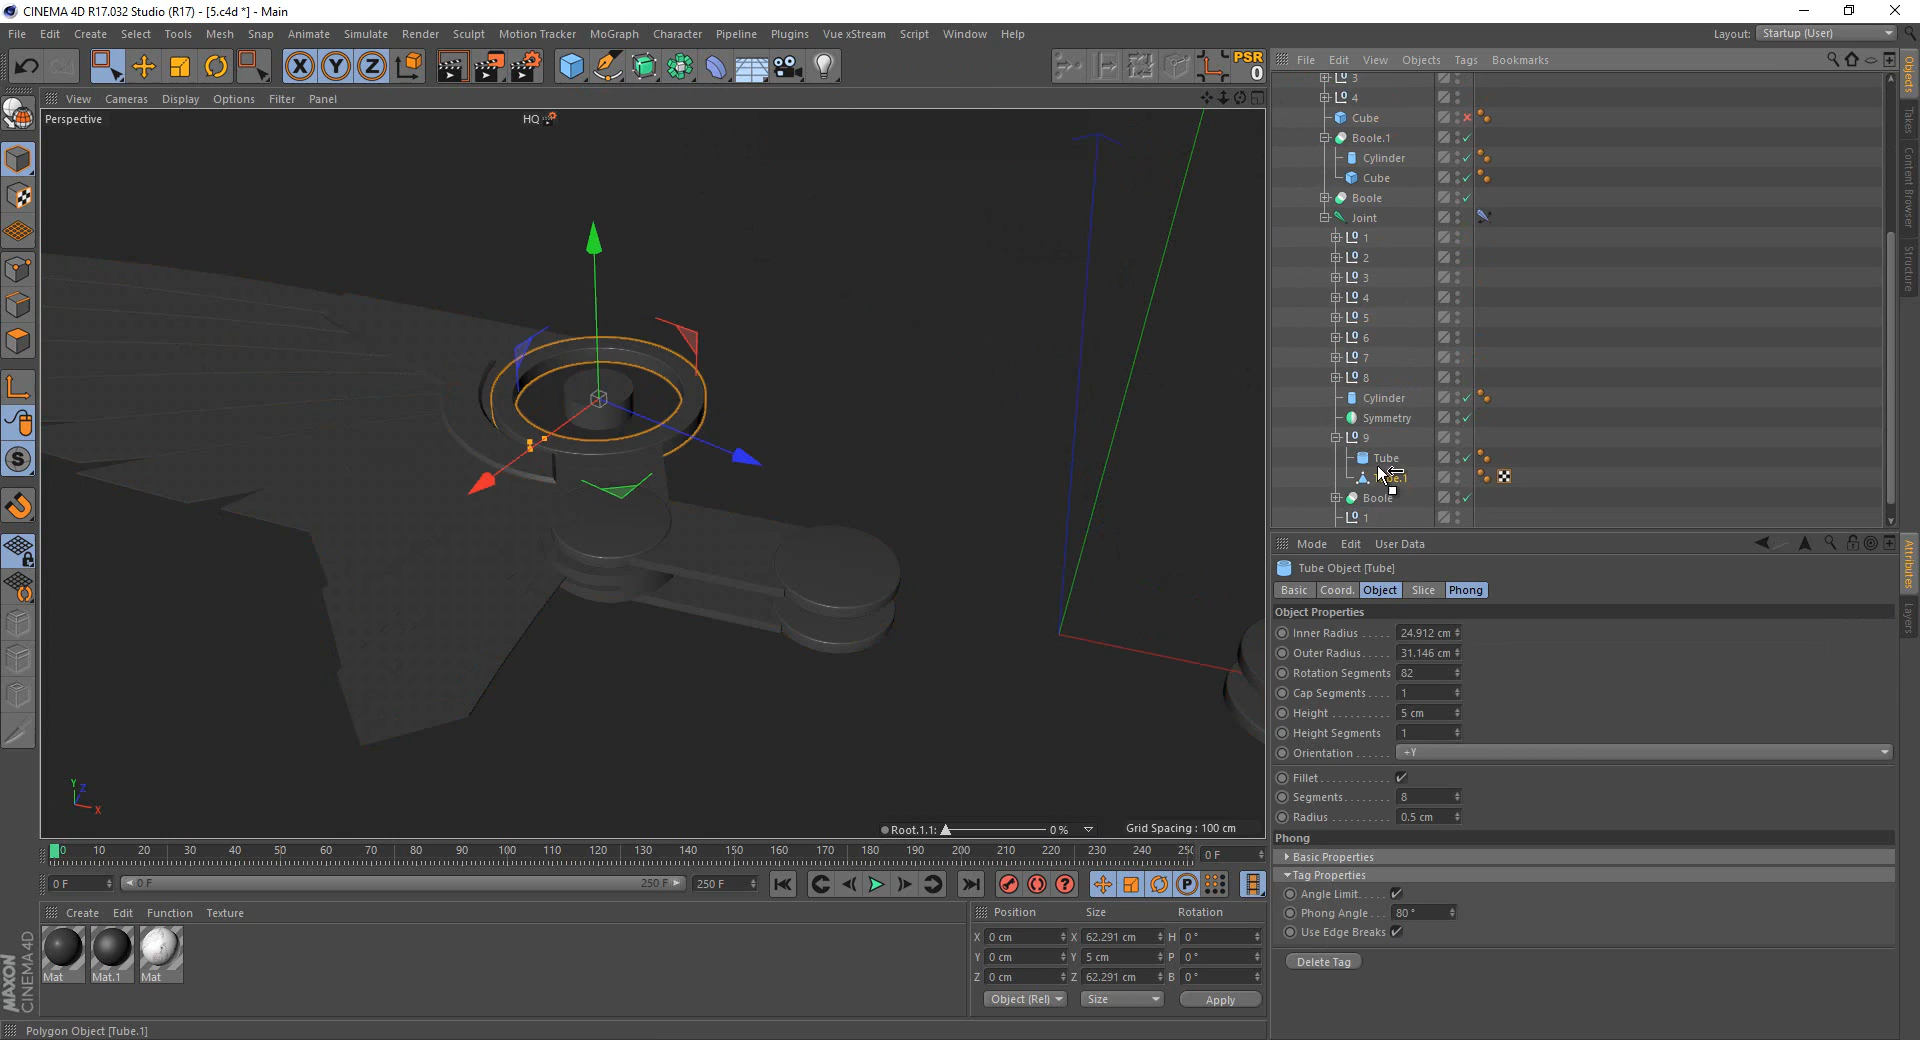 CINEMA 4D R17.032 Studio (R17) - [5.c4d *] - Main
File Edit Create Select Tools Mesh Snap Animate Simulate Render Sculpt Motion Tracker MoGraph Character Pipeline Plugins Vue xStream Script Window Help
Layout: Startup (User)
X Y Z
PSR
0
File Edit View Objects Tags Bookmarks
View Cameras Display Options Filter Panel
Perspective
HQ
3
4
Cube
Boole.1
Cylinder
Cube
Boole
Joint
1
2
3
4
5
6
7
8
Cylinder
Symmetry
9
Tube
Boole
1
Objects
Takes
Content Browser
Structure
Attributes
Layers
Mode Edit User Data
Tube Object [Tube]
Basic Coord. Object Slice Phong
Object Properties
Inner Radius 24.912 cm
Outer Radius 31.146 cm
Rotation Segments 82
Cap Segments 1
Height 5 cm
Height Segments 1
Orientation +Y
Fillet
Segments 8
Radius 0.5 cm
Phong
Basic Properties
Tag Properties
Angle Limit
Phong Angle 80 °
Use Edge Breaks
Delete Tag
Y
Z
X
Root.1.1: 0 % Grid Spacing : 100 cm
0 10 20 30 40 50 60 70 80 90 100 110 120 130 140 150 160 170 180 190 200 210 220 230 240 250 0 F
0 F 0 F 250 F 250 F
Create Edit Function Texture
Mat Mat.1 Mat
Position Size Rotation
X 0 cm X 62.291 cm H 0 °
Y 0 cm Y 5 cm P 0 °
Z 0 cm Z 62.291 cm B 0 °
Object (Rel) Size Apply
MAXON
CINEMA 4D
Polygon Object [Tube.1]